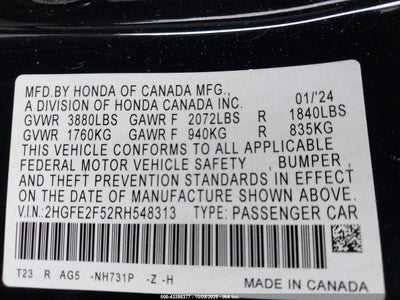 MFD.BY HONDA OF CANADA MFG.,
A DIVISION OF HONDA CANADA INC. 01/'24
GVWR 3880LBS GAWR F 2072LBS R 1840LBS
GVWR 1760KG GAWR F 940KG R 835KG
THIS VEHICLE CONFORMS TO ALL APPLICABLE
FEDERAL MOTOR VEHICLE SAFETY , BUMPER ,
AND THEFT PREVENTION STANDARDS IN EFFECT
ON THE DATE OF MANUFACTURE SHOWN ABOVE.
V.I.N.:2HGFE2F52RH548313 TYPE: PASSENGER CAR
T23 R AG5 -NH731P -Z -H
MADE IN CANADA